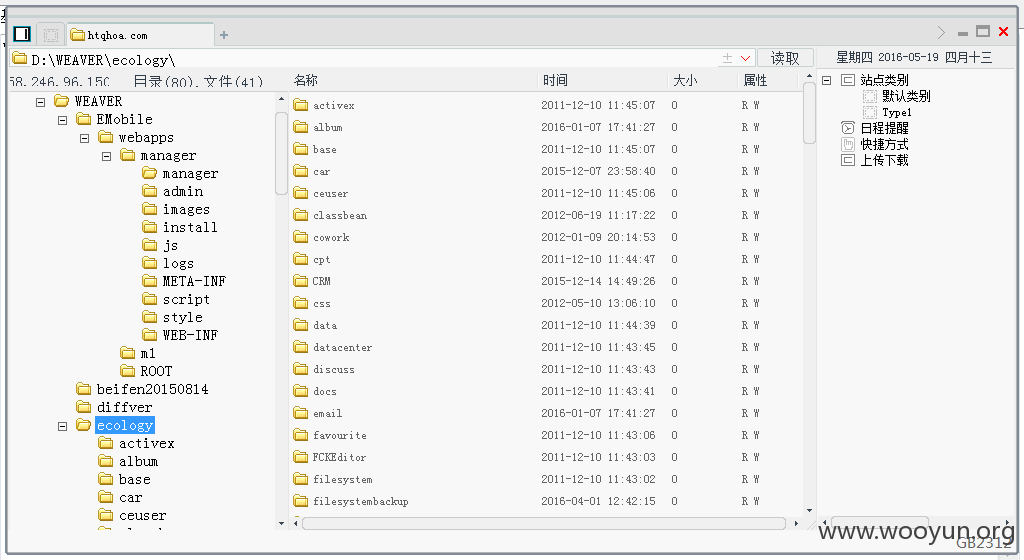 htqhoa.com
D:\WEAVER\ecology\
读取
星期四 2016-05-19 四月十三
58.246.96.150 目录(80).文件(41)
名称 时间 大小 属性
WEAVER
EMobile
webapps
manager
manager
admin
images
install
js
logs
META-INF
script
style
WEB-INF
m1
ROOT
beifen20150814
diffver
ecology
activex
album
base
car
ceuser
activex 2011-12-10 11:45:07 0 R W
album 2016-01-07 17:41:27 0 R W
base 2011-12-10 11:45:07 0 R W
car 2015-12-07 23:58:40 0 R W
ceuser 2011-12-10 11:45:06 0 R W
classbean 2012-06-19 11:17:22 0 R W
cowork 2012-01-09 20:14:53 0 R W
cpt 2011-12-10 11:44:47 0 R W
CRM 2015-12-14 14:49:26 0 R W
css 2012-05-10 13:06:10 0 R W
data 2011-12-10 11:44:39 0 R W
datacenter 2011-12-10 11:43:45 0 R W
discuss 2011-12-10 11:43:43 0 R W
docs 2011-12-10 11:43:41 0 R W
email 2016-01-07 17:41:27 0 R W
favourite 2011-12-10 11:43:06 0 R W
FCKEditor 2011-12-10 11:43:03 0 R W
filesystem 2011-12-10 11:43:02 0 R W
filesystembackup 2016-04-01 12:42:15 0 R W
站点类别
默认类别
Type1
日程提醒
快捷方式
上传下载
www.wooyun.org
GB2312